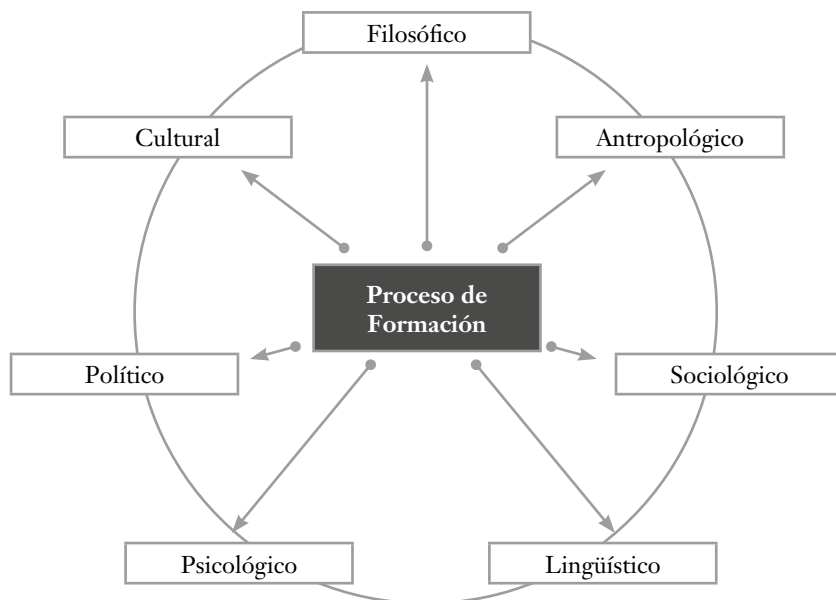 Filosófico
Cultural
Antropológico
Proceso de
Formación
Político
Sociológico
Psicológico
Lingüístico